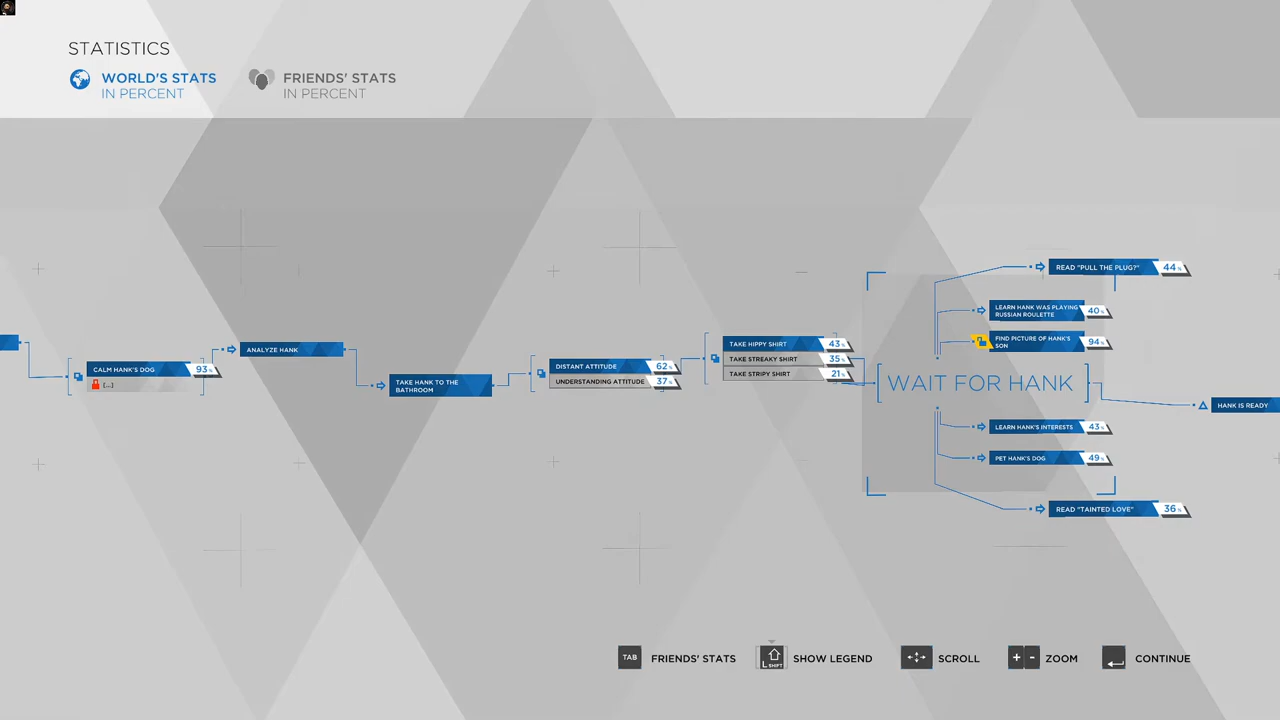 STATISTICS
WORLD'S STATS
IN PERCENT
FRIENDS' STATS
IN PERCENT
CALM HANK'S DOG 93%
[...]
ANALYZE HANK
TAKE HANK TO THE
BATHROOM
DISTANT ATTITUDE 62%
UNDERSTANDING ATTITUDE 37%
TAKE HIPPY SHIRT 43%
TAKE STREAKY SHIRT 35%
TAKE STRIPY SHIRT 21%
READ "PULL THE PLUG?" 44%
LEARN HANK WAS PLAYING
RUSSIAN ROULETTE 40%
FIND PICTURE OF HANK'S
SON 94%
WAIT FOR HANK
LEARN HANK'S INTERESTS 43%
PET HANK'S DOG 49%
READ "TAINTED LOVE" 36%
HANK IS READY
TAB FRIENDS' STATS
L SHIFT SHOW LEGEND
SCROLL
+ - ZOOM
CONTINUE